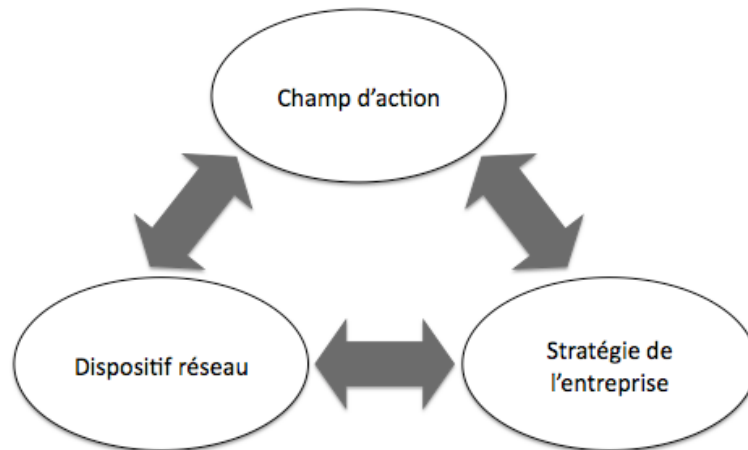 Champ d’action
Dispositif réseau
Stratégie de
l’entreprise